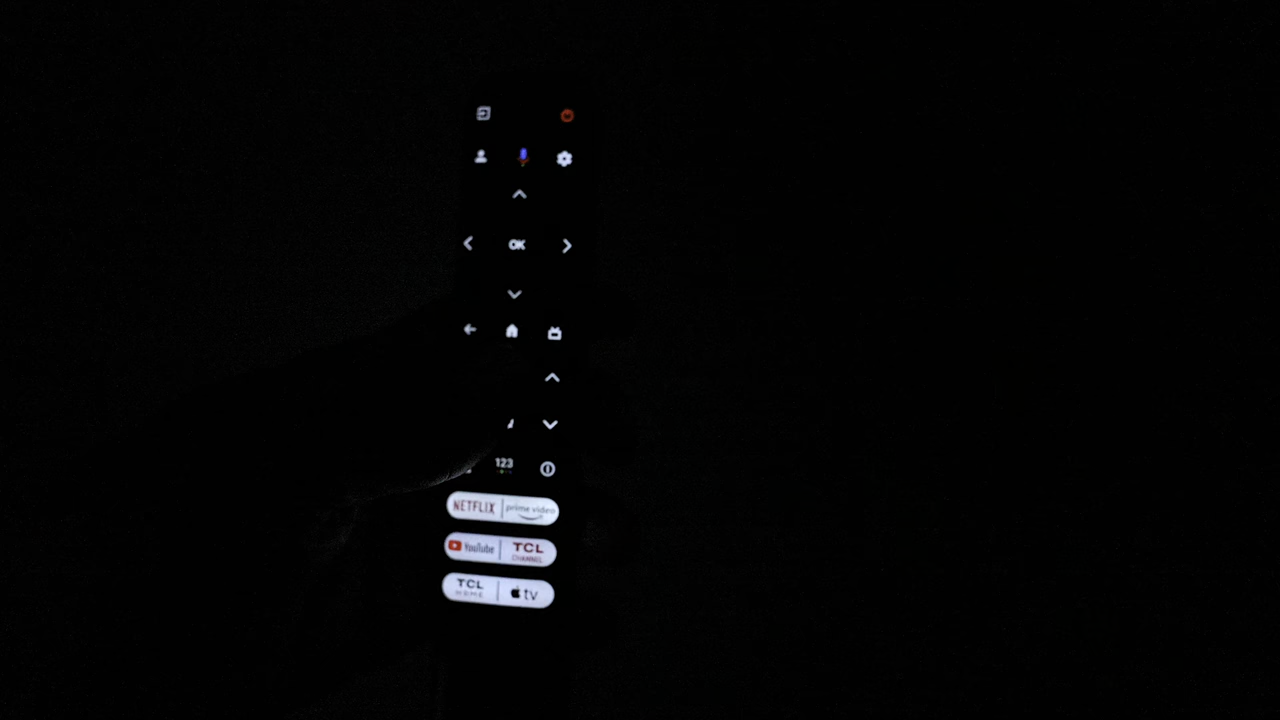 OK
123
NETFLIX prime video
YouTube TCL CHANNEL
TCL HOME tv